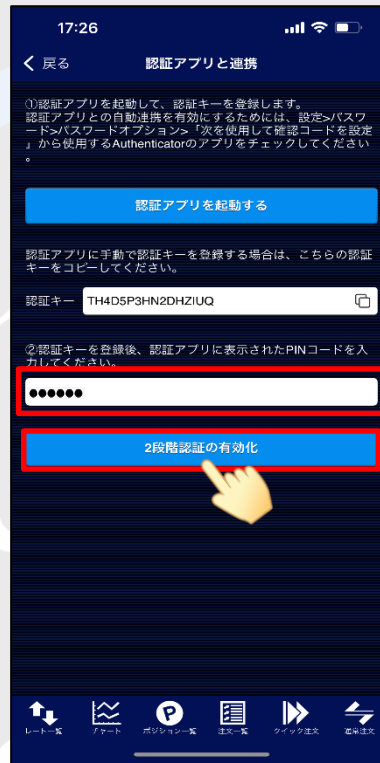 17:26
戻る 認証アプリと連携
①認証アプリを起動して、認証キーを登録します。
認証アプリとの自動連携を有効にするためには、設定>パスワ
ード>パスワードオプション>「次を使用して確認コードを設定
」から使用するAuthenticatorのアプリをチェックしてください
。
認証アプリを起動する
認証アプリに手動で認証キーを登録する場合は、こちらの認証
キーをコピーしてください。
認証キー TH4D5P3HN2DHZIUQ
②認証キーを登録後、認証アプリに表示されたPINコードを入
力してください。
●●●●●●
2段階認証の有効化
レート一覧 チャート ポジション一覧 注文一覧 クイック注文 通常注文